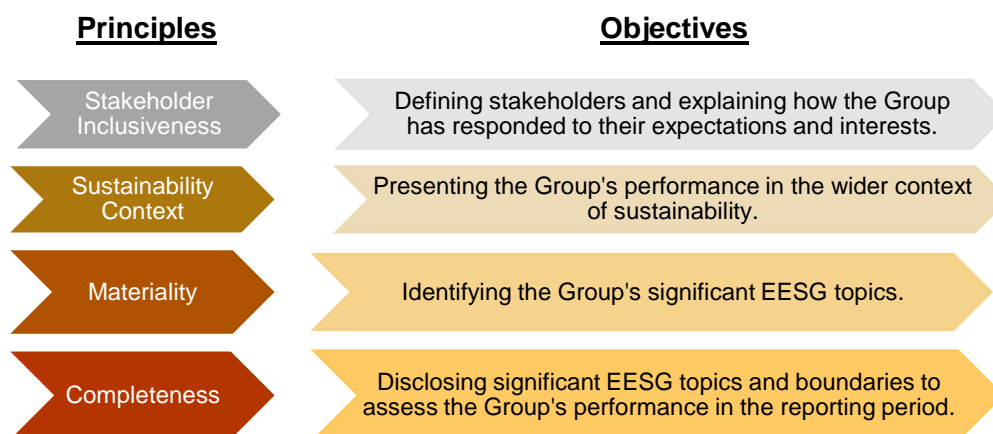 Principles
Objectives
Stakeholder
Inclusiveness
Defining stakeholders and explaining how the Group
has responded to their expectations and interests.
Sustainability
Context
Presenting the Group's performance in the wider context
of sustainability.
Materiality
Identifying the Group's significant EESG topics.
Completeness
Disclosing significant EESG topics and boundaries to
assess the Group's performance in the reporting period.